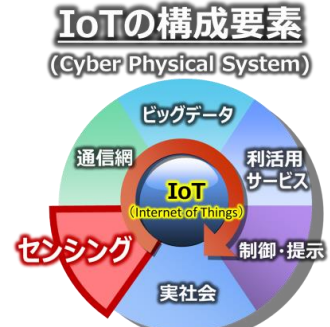 IoTの構成要素
(Cyber Physical System)
ビッグデータ
通信網
利活用
サービス
IoT
(Internet of Things)
センシング
制御・提示
実社会